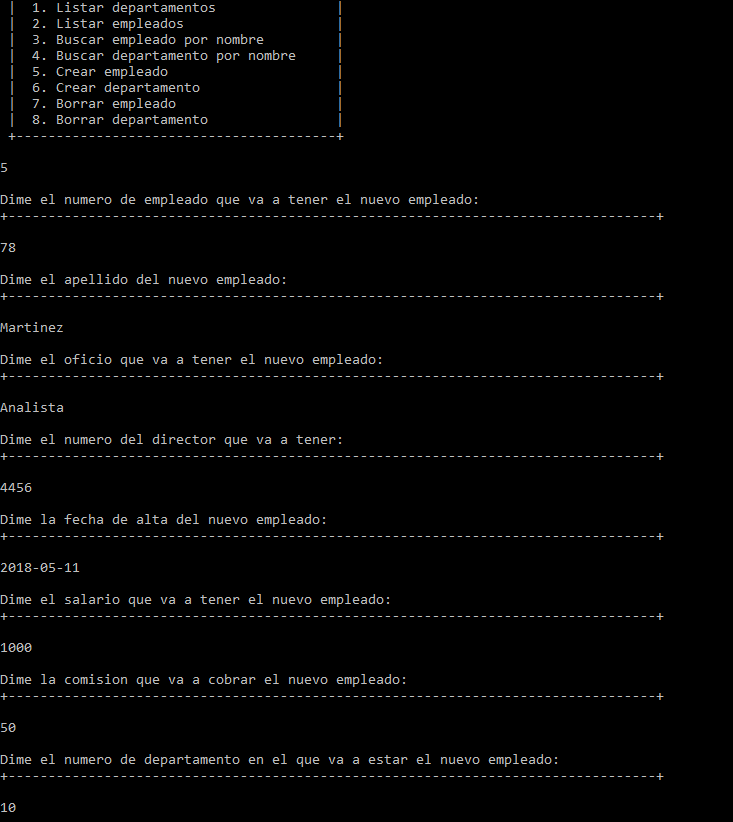 |  1. Listar departamentos               |
|  2. Listar empleados                   |
|  3. Buscar empleado por nombre         |
|  4. Buscar departamento por nombre     |
|  5. Crear empleado                     |
|  6. Crear departamento                 |
|  7. Borrar empleado                    |
|  8. Borrar departamento                |
+----------------------------------------+
5
Dime el numero de empleado que va a tener el nuevo empleado:
+---------------------------------------------------------------------------------+
78
Dime el apellido del nuevo empleado:
+---------------------------------------------------------------------------------+
Martinez
Dime el oficio que va a tener el nuevo empleado:
+---------------------------------------------------------------------------------+
Analista
Dime el numero del director que va a tener:
+---------------------------------------------------------------------------------+
4456
Dime la fecha de alta del nuevo empleado:
+---------------------------------------------------------------------------------+
2018-05-11
Dime el salario que va a tener el nuevo empleado:
+---------------------------------------------------------------------------------+
1000
Dime la comision que va a cobrar el nuevo empleado:
+---------------------------------------------------------------------------------+
50
Dime el numero de departamento en el que va a estar el nuevo empleado:
+---------------------------------------------------------------------------------+
10